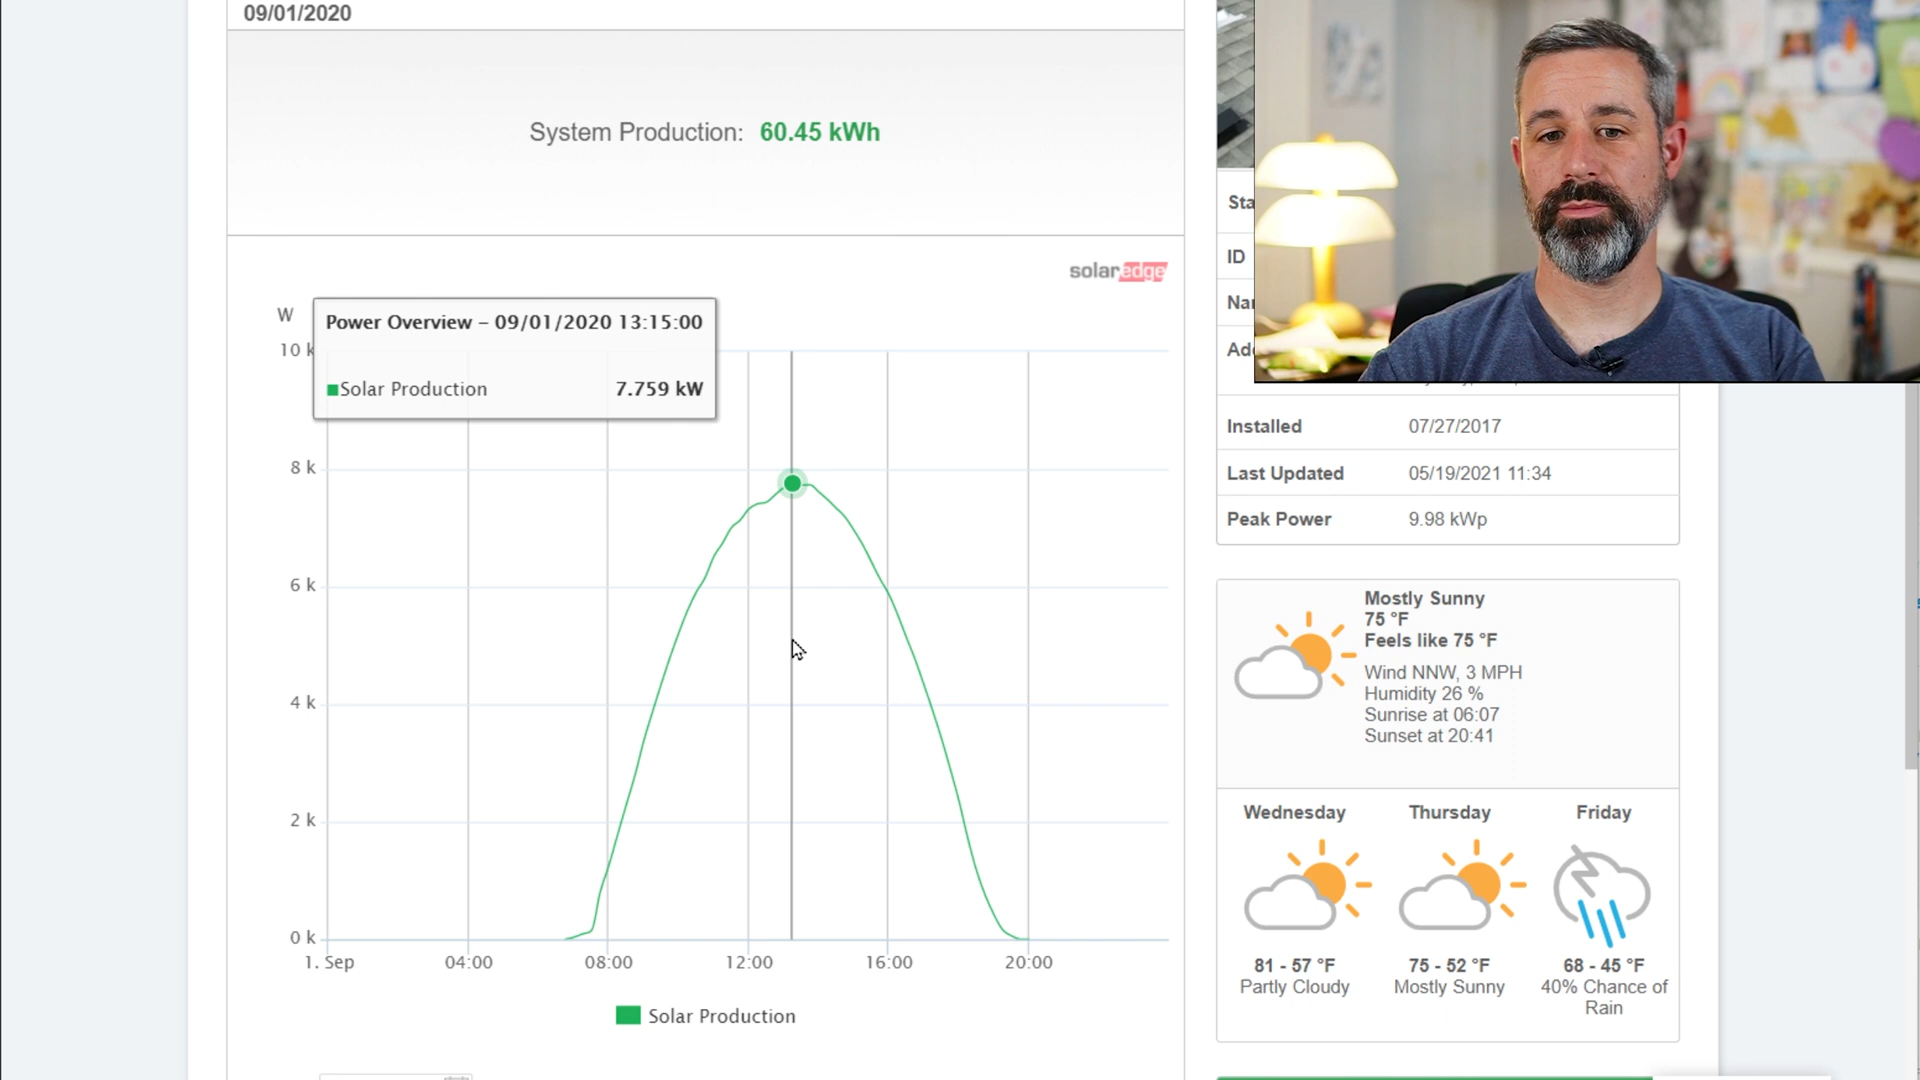 09/01/2020
System Production: 60.45 kWh
solaredge
W
Power Overview – 09/01/2020 13:15:00
Solar Production 7.759 kW
10 k
8 k
6 k
4 k
2 k
0 k
1. Sep 04:00 08:00 12:00 16:00 20:00
Solar Production
Sta
ID
Nar
Ad
Installed 07/27/2017
Last Updated 05/19/2021 11:34
Peak Power 9.98 kWp
Mostly Sunny
75 °F
Feels like 75 °F
Wind NNW, 3 MPH
Humidity 26 %
Sunrise at 06:07
Sunset at 20:41
Wednesday Thursday Friday
81 - 57 °F 75 - 52 °F 68 - 45 °F
Partly Cloudy Mostly Sunny 40% Chance of
Rain